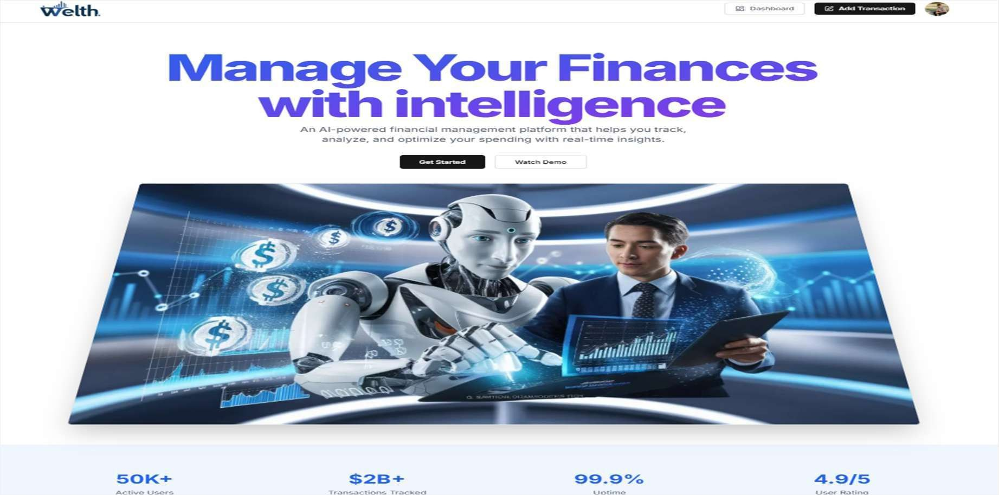 Welth
Dashboard
Add Transaction
Manage Your Finances
with intelligence
An AI-powered financial management platform that helps you track,
analyze, and optimize your spending with real-time insights.
Get Started
Watch Demo
50K+
Active Users
$2B+
Transactions Tracked
99.9%
Uptime
4.9/5
User Rating